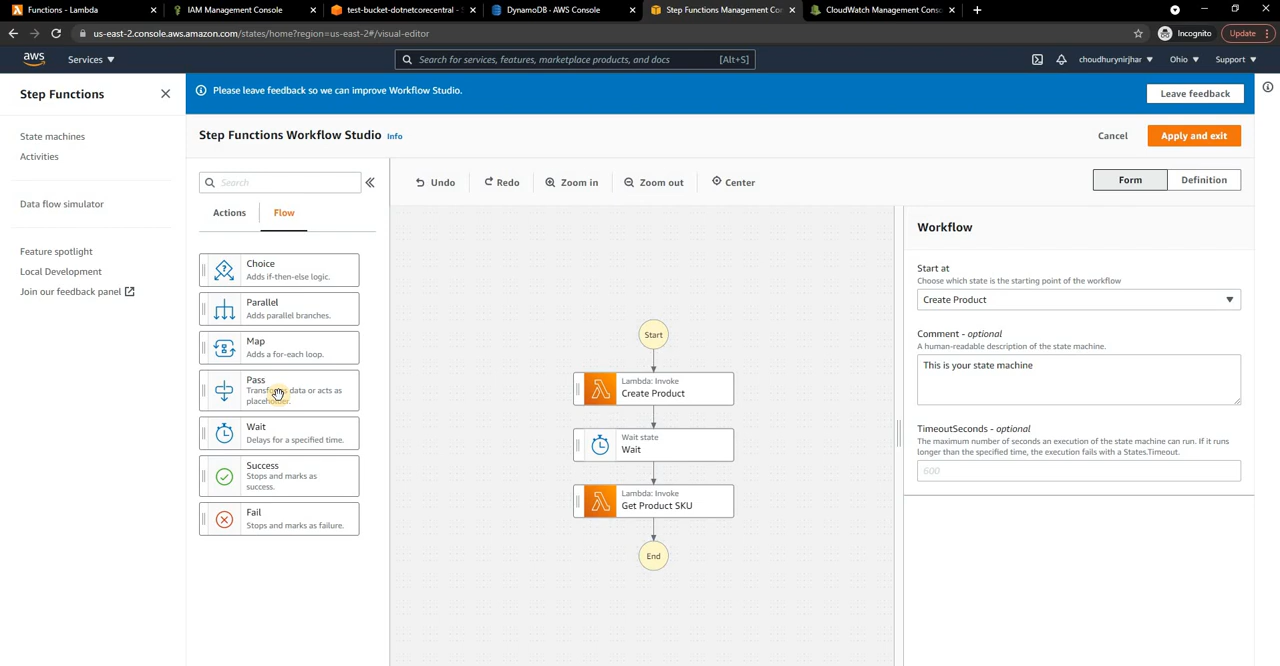 Functions - Lambda
IAM Management Console
test-bucket-dotnetcorecentral -
DynamoDB - AWS Console
Step Functions Management Co
CloudWatch Management Cons
us-east-2.console.aws.amazon.com/states/home?region=us-east-2#/visual-editor
Incognito
Update
aws
Services
Search for services, features, marketplace products, and docs
[Alt+S]
choudhurynirjhar
Ohio
Support
Step Functions
State machines
Activities
Data flow simulator
Feature spotlight
Local Development
Join our feedback panel
Please leave feedback so we can improve Workflow Studio.
Leave feedback
Step Functions Workflow Studio Info
Cancel
Apply and exit
Search
Actions
Flow
Choice
Adds if-then-else logic.
Parallel
Adds parallel branches.
Map
Adds a for-each loop.
Pass
data or acts as
Wait
Delays for a specified time.
Success
Stops and marks as
success.
Fail
Stops and marks as failure.
Undo
Redo
Zoom in
Zoom out
Center
Form
Definition
Start
Lambda: Invoke
Create Product
Wait state
Wait
Lambda: Invoke
Get Product SKU
End
Workflow
Start at
Choose which state is the starting point of the workflow
Create Product
Comment - optional
A human-readable description of the state machine.
This is your state machine
TimeoutSeconds - optional
The maximum number of seconds an execution of the state machine can run. If it runs
longer than the specified time, the execution fails with a States.Timeout.
600